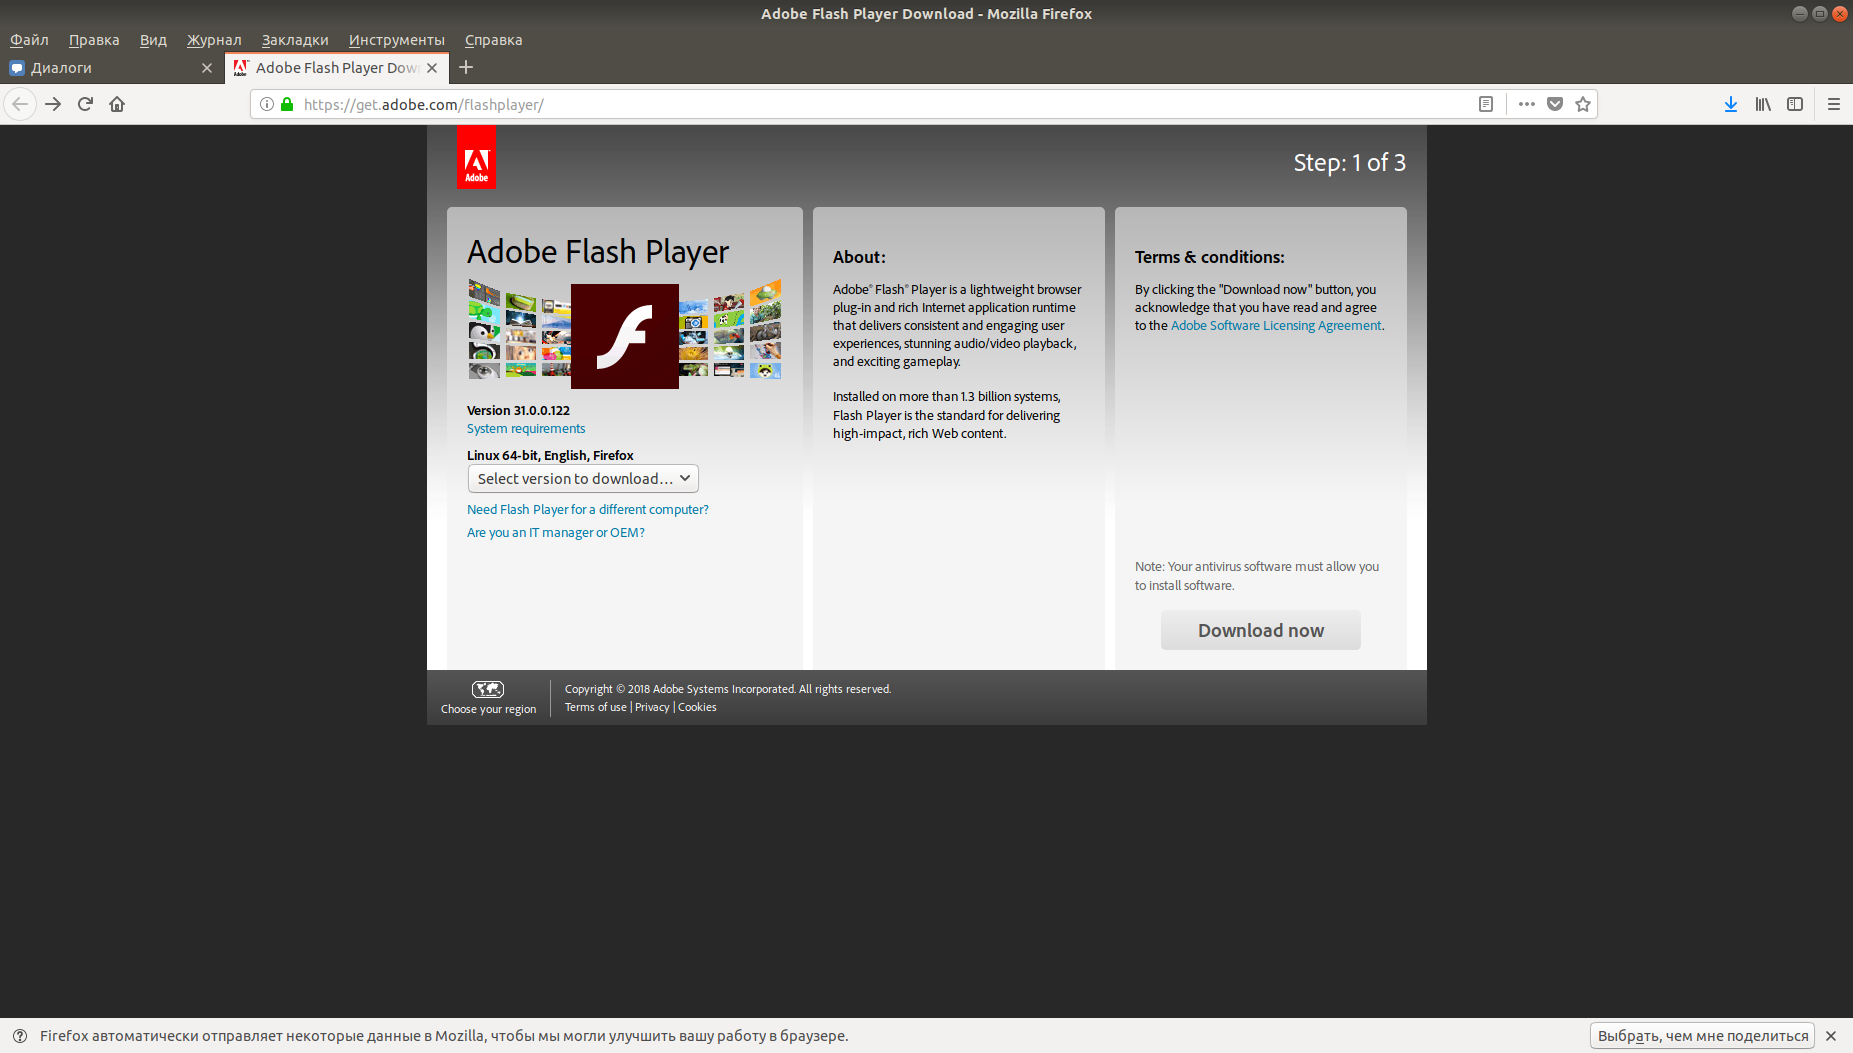 Adobe Flash Player Download - Mozilla Firefox
Файл Правка Вид Журнал Закладки Инструменты Справка
Диалоги
Adobe Flash Player Dow
https://get.adobe.com/flashplayer/
Adobe
Step: 1 of 3
Adobe Flash Player
Version 31.0.0.122
System requirements
Linux 64-bit, English, Firefox
Select version to download...
Need Flash Player for a different computer?
Are you an IT manager or OEM?
About:
Adobe® Flash® Player is a lightweight browser
plug-in and rich Internet application runtime
that delivers consistent and engaging user
experiences, stunning audio/video playback,
and exciting gameplay.
Installed on more than 1.3 billion systems,
Flash Player is the standard for delivering
high-impact, rich Web content.
Terms & conditions:
By clicking the "Download now" button, you
acknowledge that you have read and agree
to the Adobe Software Licensing Agreement.
Note: Your antivirus software must allow you
to install software.
Download now
Choose your region
Copyright © 2018 Adobe Systems Incorporated. All rights reserved.
Terms of use | Privacy | Cookies
Firefox автоматически отправляет некоторые данные в Mozilla, чтобы мы могли улучшить вашу работу в браузере.
Выбрать, чем мне поделиться